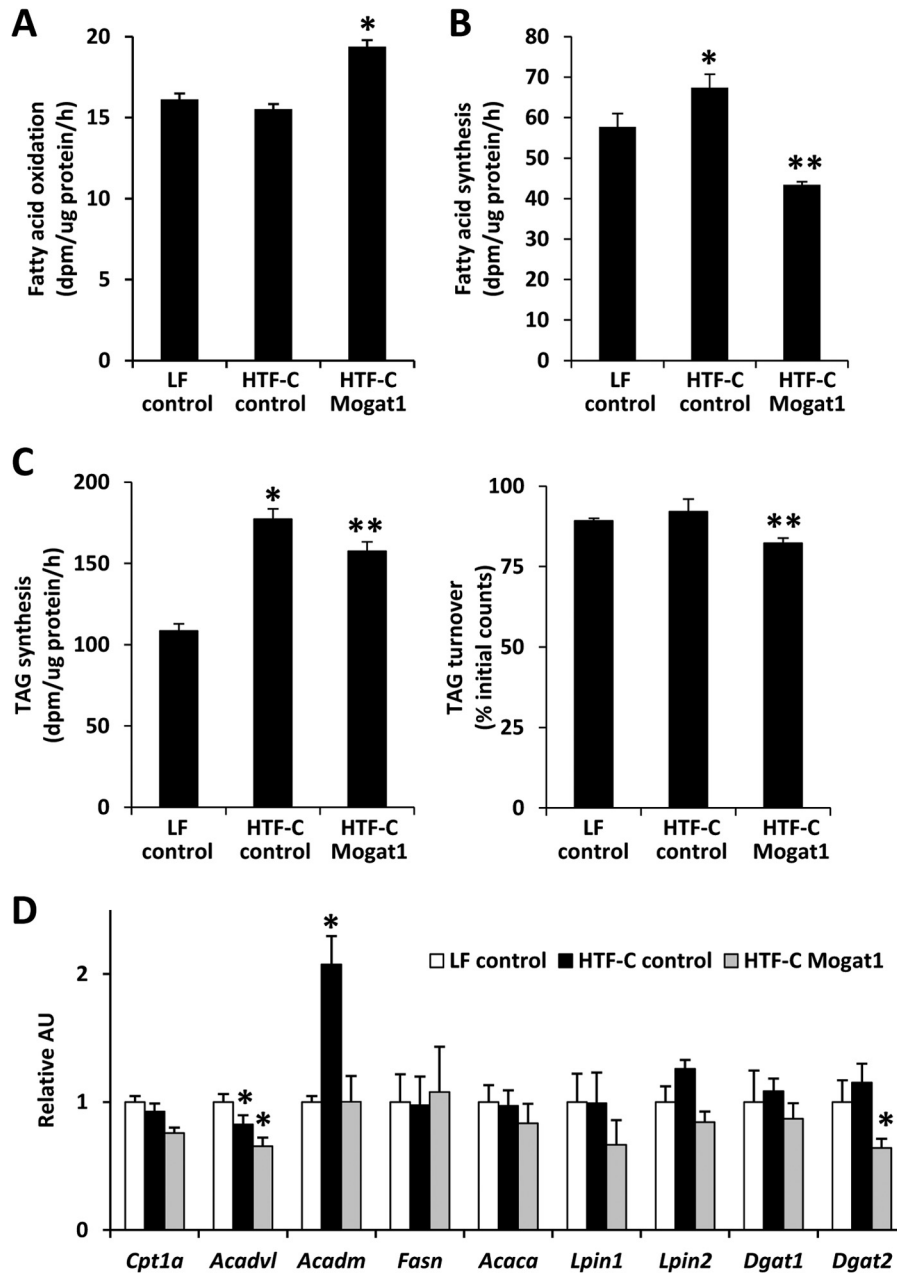 A
Fatty acid oxidation
(dpm/ug protein/h)
20
15
10
5
0
*
LF
control
HTF-C
control
HTF-C
Mogat1
B
Fatty acid synthesis
(dpm/ug protein/h)
80
70
60
50
40
30
20
10
0
*
**
LF
control
HTF-C
control
HTF-C
Mogat1
C
TAG synthesis
(dpm/ug protein/h)
200
150
100
50
0
*
**
LF
control
HTF-C
control
HTF-C
Mogat1
TAG turnover
(% initial counts)
100
75
50
25
0
**
LF
control
HTF-C
control
HTF-C
Mogat1
D
Relative AU
2
1
0
LF control HTF-C control HTF-C Mogat1
*
*
*
*
Cpt1a Acadvl Acadm Fasn Acaca Lpin1 Lpin2 Dgat1 Dgat2